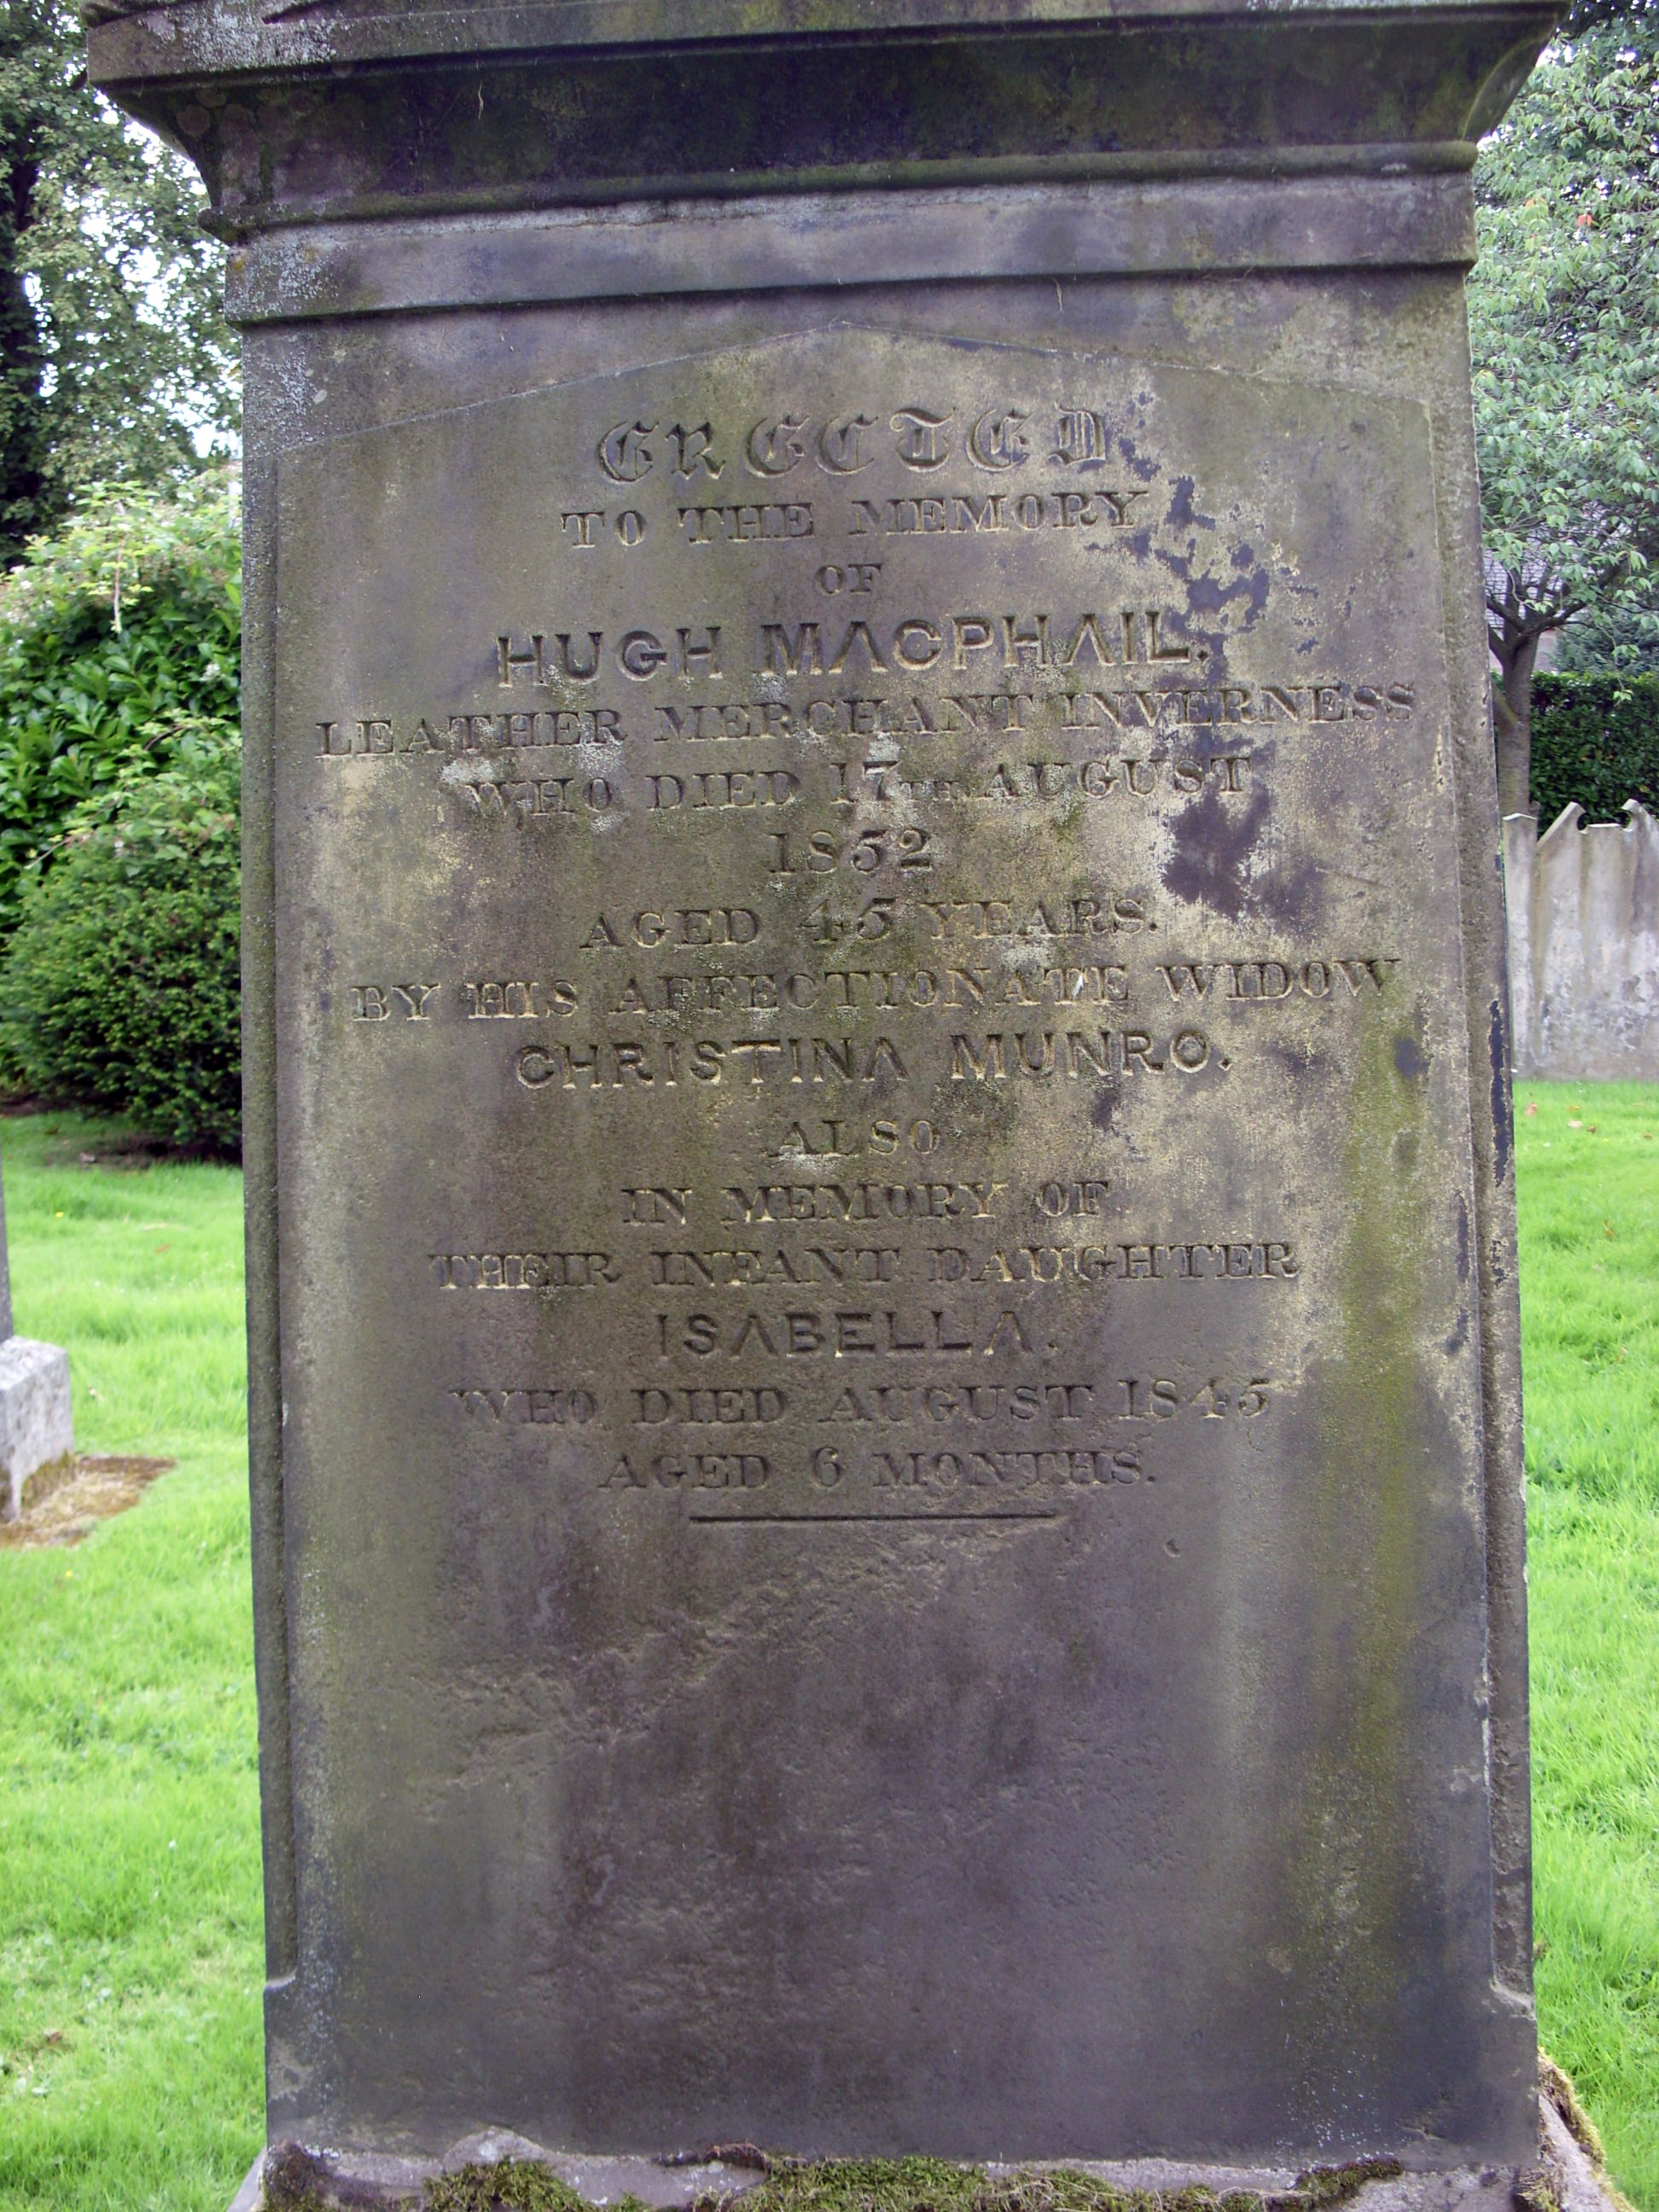 ERECTED
TO THE MEMORY
OF
HUGH MACPHAIL.
LEATHER MERCHANT INVERNESS
WHO DIED 17TH AUGUST
1852
AGED 45 YEARS.
BY HIS AFFECTIONATE WIDOW
CHRISTINA MUNRO.
ALSO
IN MEMORY OF
THEIR INFANT DAUGHTER
ISABELLA.
WHO DIED AUGUST 1845
AGED 6 MONTHS.